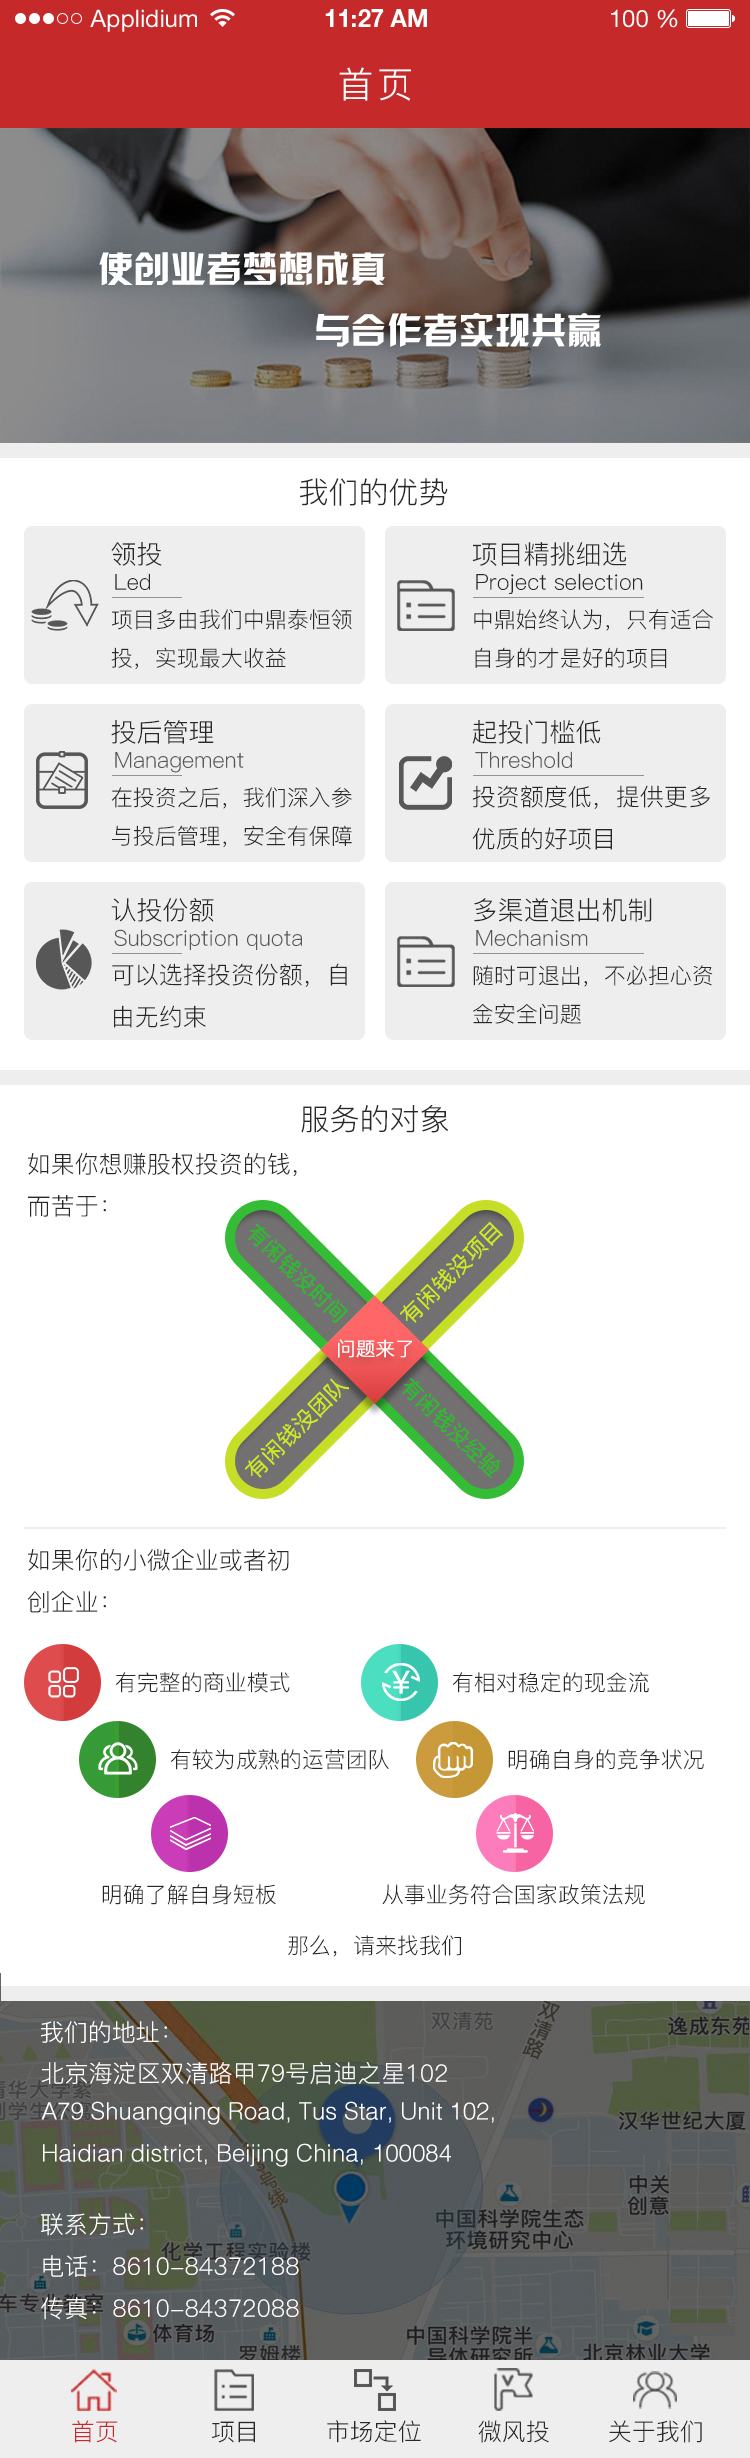 Applidium
11:27 AM
100 %
首页
使创业者梦想成真
与合作者实现共赢
我们的优势
领投
Led
项目多由我们中鼎泰恒领
投，实现最大收益
项目精挑细选
Project selection
中鼎始终认为，只有适合
自身的才是好的项目
投后管理
Management
在投资之后，我们深入参
与投后管理，安全有保障
起投门槛低
Threshold
投资额度低，提供更多
优质的好项目
认投份额
Subscription quota
可以选择投资份额，自
由无约束
多渠道退出机制
Mechanism
随时可退出，不必担心资
金安全问题
服务的对象
如果你想赚股权投资的钱，
而苦于：
有闲钱没时间
有闲钱没项目
问题来了
有闲钱没团队
有闲钱没经验
如果你的小微企业或者初
创企业：
有完整的商业模式
有相对稳定的现金流
有较为成熟的运营团队
明确自身的竞争状况
明确了解自身短板
从事业务符合国家政策法规
那么，请来找我们
双清苑
双清路
逸成东苑
我们的地址：
北京海淀区双清路甲79号启迪之星102
A79 Shuangqing Road, Tus Star, Unit 102,
Haidian district, Beijing China, 100084
汉华世纪大厦
中关
创意
号线
中国科学院生态
环境研究中心
联系方式：
化学工程实验楼
电话：8610-84372188
车专业教室
传真：8610-84372088
体育场
罗姆楼
中国科学院半
导体研究所
北京林业大学
首页
项目
市场定位
微风投
关于我们